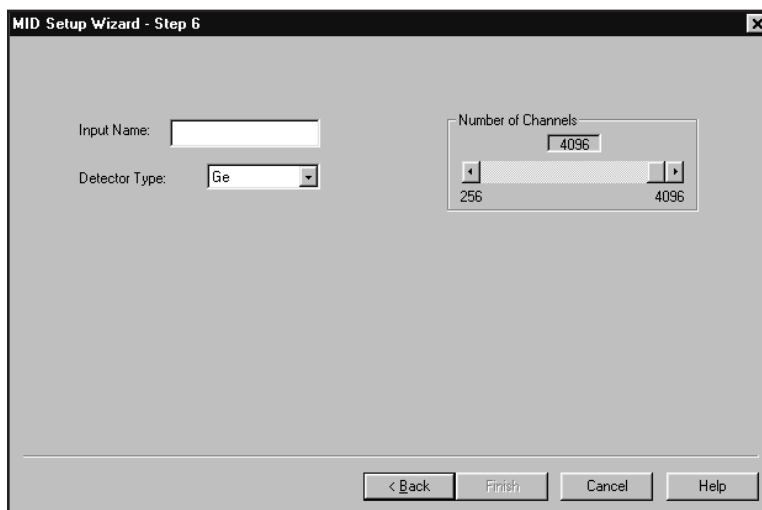 MID Setup Wizard - Step 6
Input Name:
Detector Type:
Ge
Number of Channels
4096
256
4096
< Back
Finish
Cancel
Help